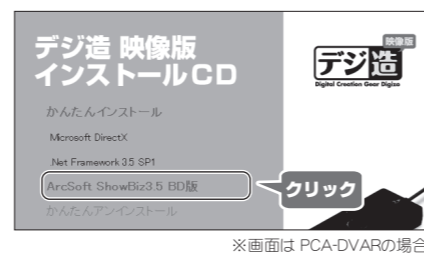 デジ造 映像版
インストールCD
映像版
デジ造
Digital Creation Gear Digizo
かんたんインストール
Microsoft DirectX
.Net Framework 3.5 SP1
ArcSoft ShowBiz3.5 BD版
クリック
かんたんアンインストール
※画面は PCA-DVARの場合